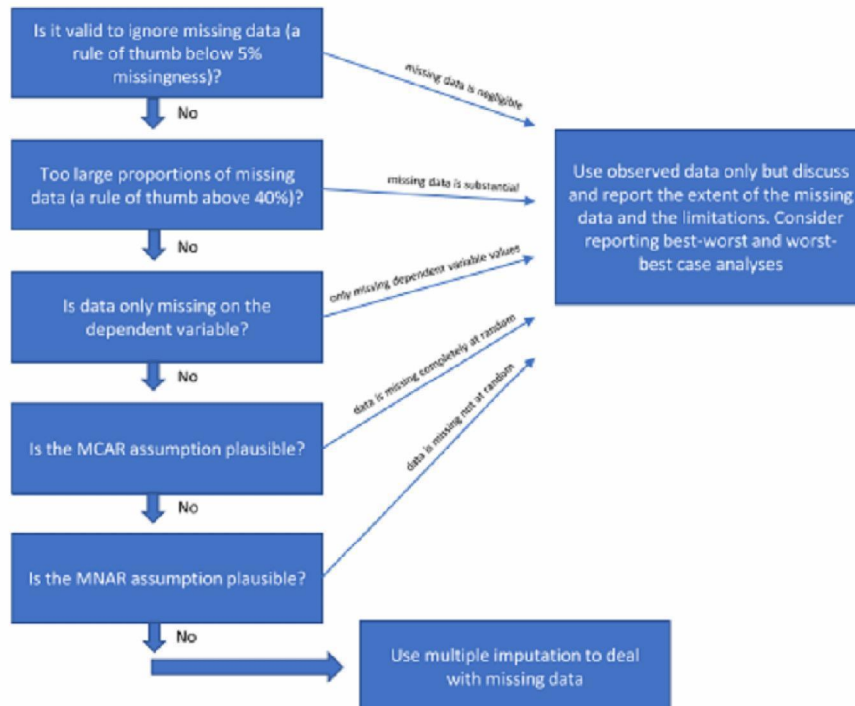 Is it valid to ignore missing data (a
rule of thumb below 5%
missingness)?
missing data is negligible
No
Too large proportions of missing
data (a rule of thumb above 40%)?
missing data is substantial
Use observed data only but discuss
and report the extent of the missing
data and the limitations. Consider
reporting best-worst and worst-
best case analyses
No
Is data only missing on the
dependent variable?
only missing dependent variable values
No
Is the MCAR assumption plausible?
data is missing completely at random
No
Is the MNAR assumption plausible?
data is missing not at random
No
Use multiple imputation to deal
with missing data